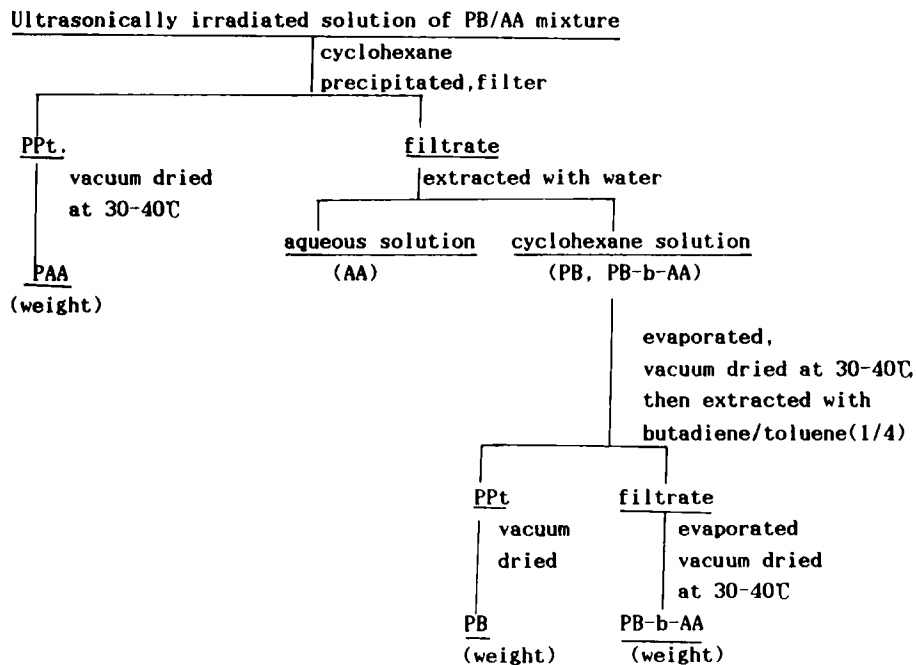 Ultrasonically irradiated solution of PB/AA mixture
cyclohexane
precipitated,filter
PPt.
vacuum dried
at 30-40℃
PAA
(weight)
filtrate
extracted with water
aqueous solution
(AA)
cyclohexane solution
(PB, PB-b-AA)
evaporated,
vacuum dried at 30-40℃,
then extracted with
butadiene/toluene(1/4)
PPt
vacuum
dried
PB
(weight)
filtrate
evaporated
vacuum dried
at 30-40℃
PB-b-AA
(weight)